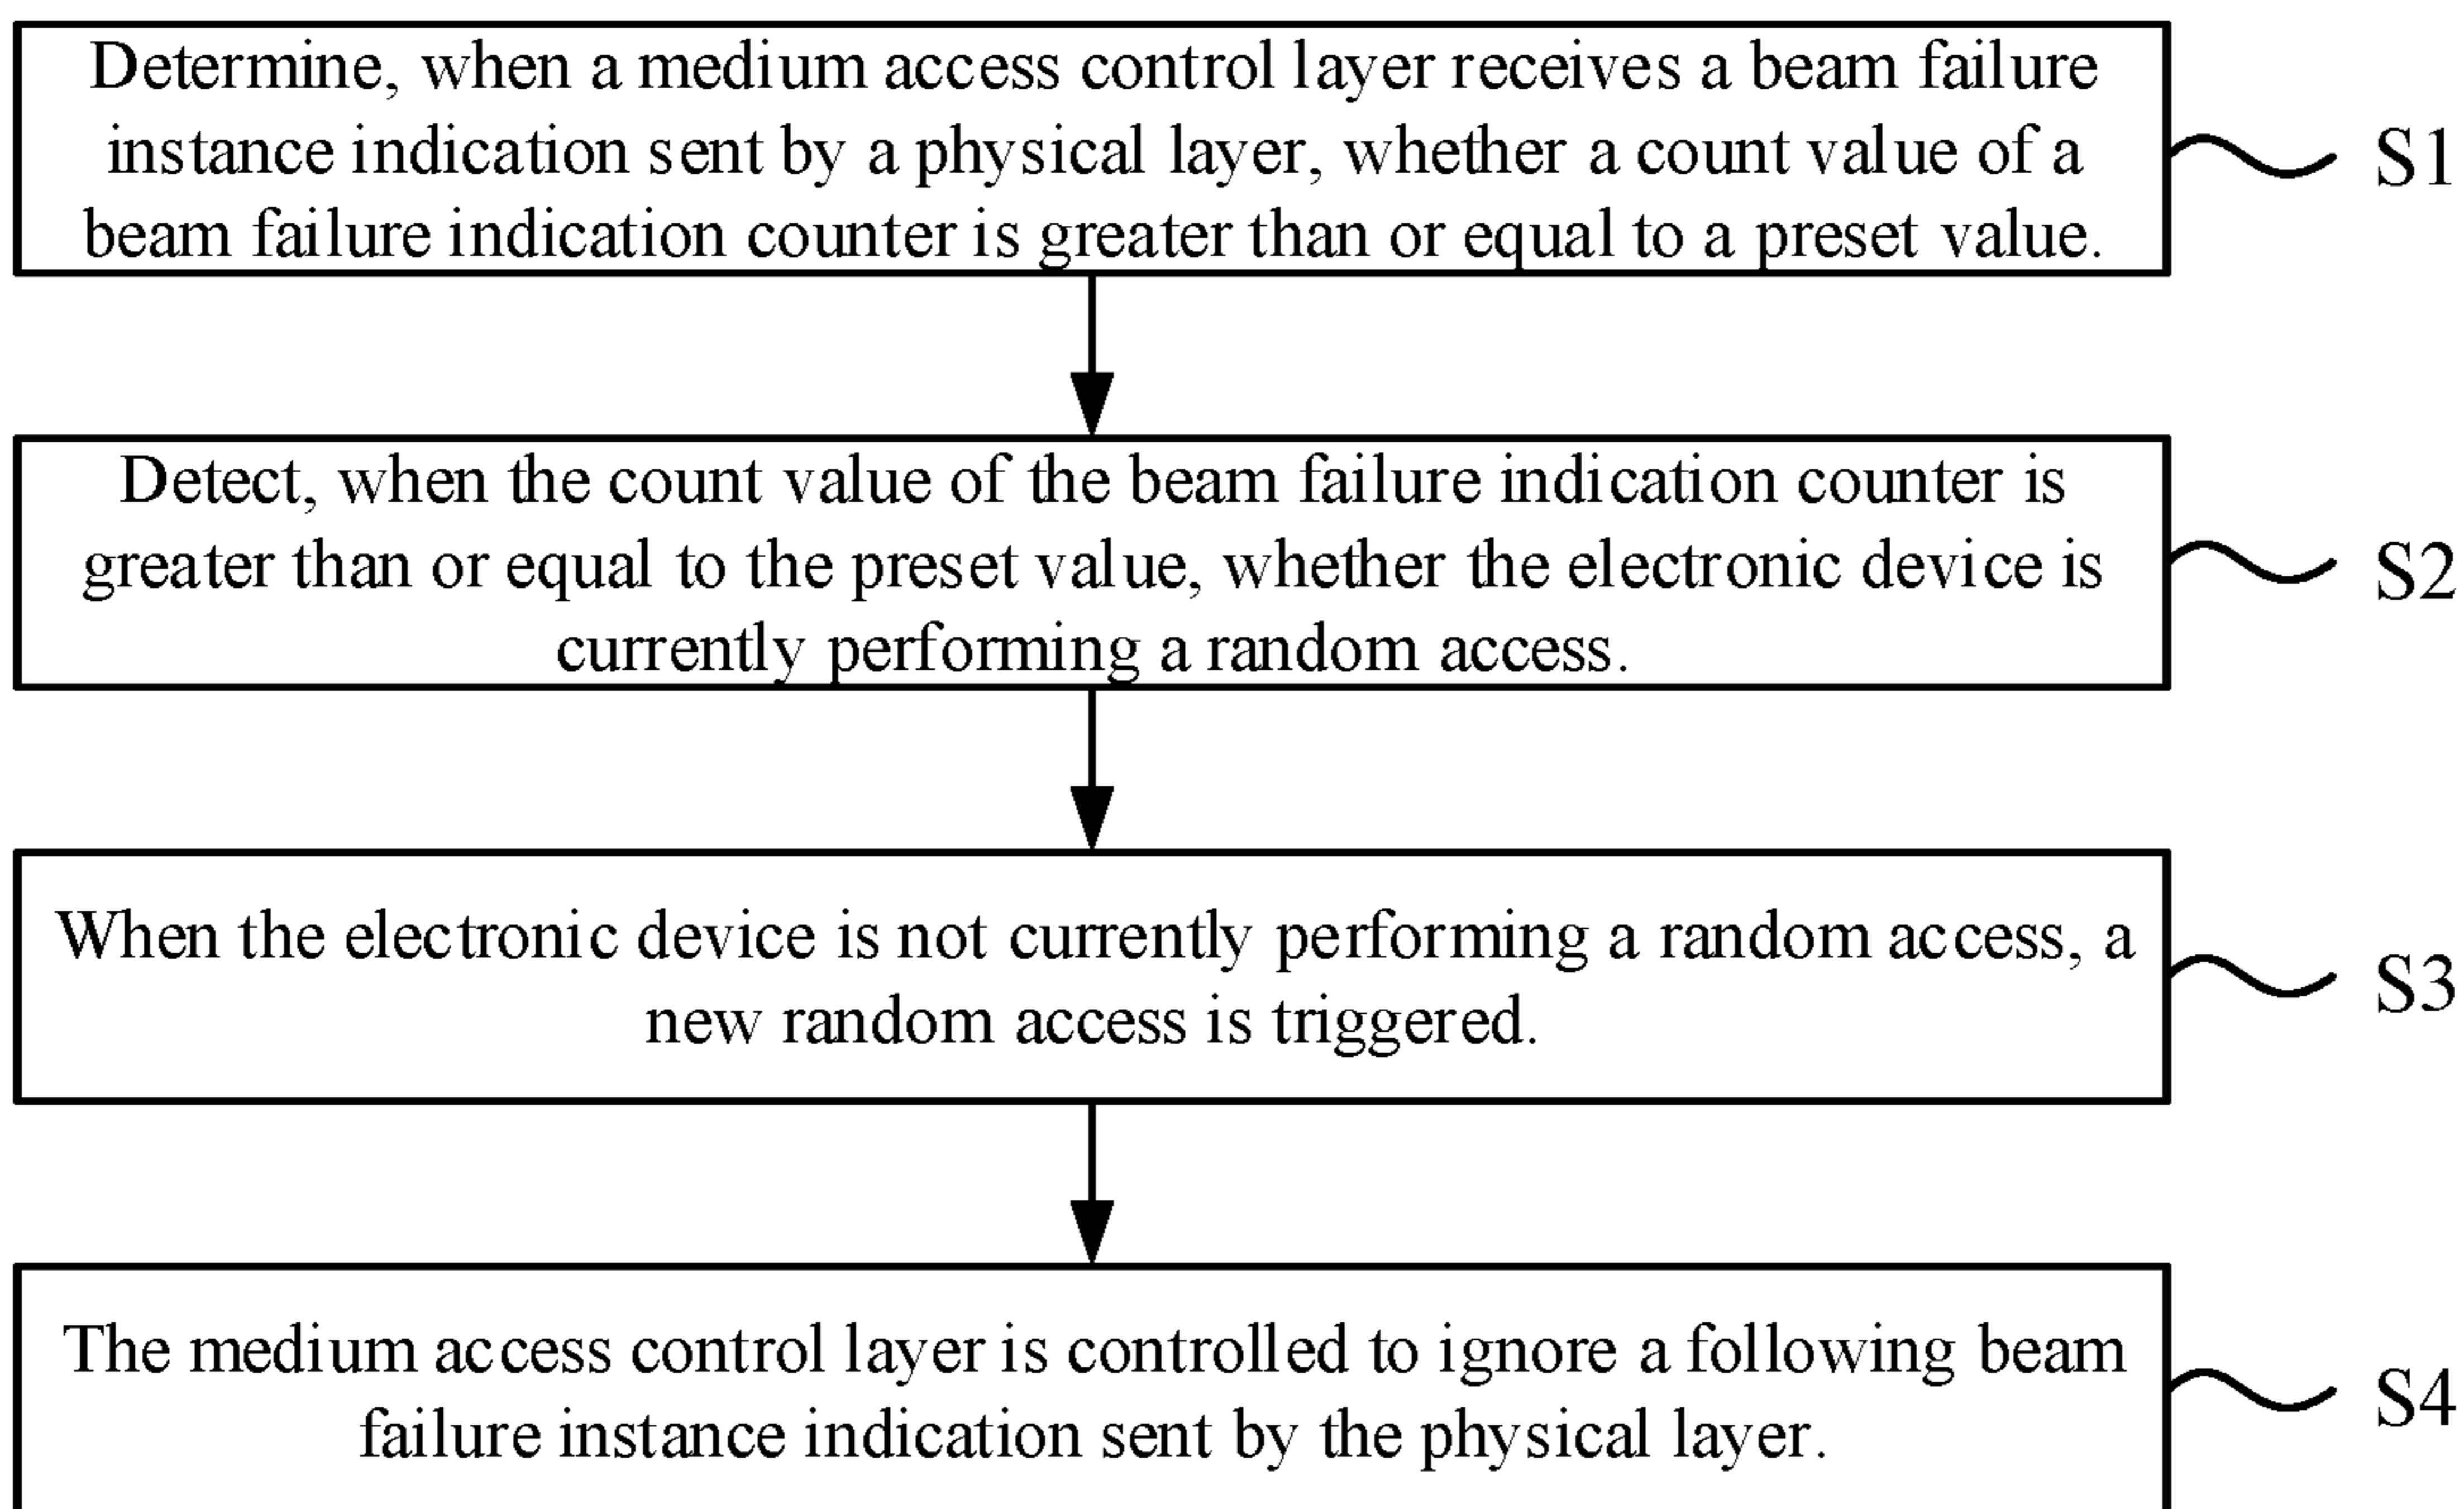 Determine, when a medium access control layer receives a beam failure
instance indication sent by a physical layer, whether a count value of a
beam failure indication counter is greater than or equal to a preset value.
S1
Detect, when the count value of the beam failure indication counter is
greater than or equal to the preset value, whether the electronic device is
currently performing a random access.
S2
When the electronic device is not currently performing a random access, a
new random access is triggered.
S3
The medium access control layer is controlled to ignore a following beam
failure instance indication sent by the physical layer.
S4